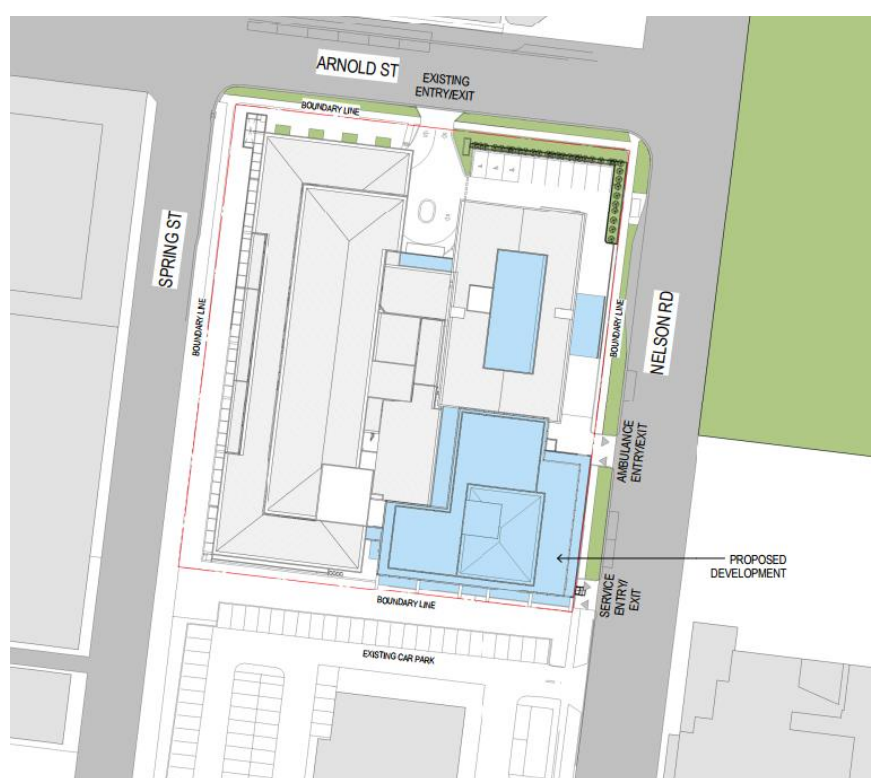 ARNOLD ST
EXISTING
ENTRY/EXIT
BOUNDARY LINE
SPRING ST
BOUNDARY LINE
BOUNDARY LINE
NELSON RD
AMBULANCE
ENTRY/EXIT
PROPOSED
DEVELOPMENT
SERVICE
ENTRY/
EXIT
BOUNDARY LINE
EXISTING CAR PARK